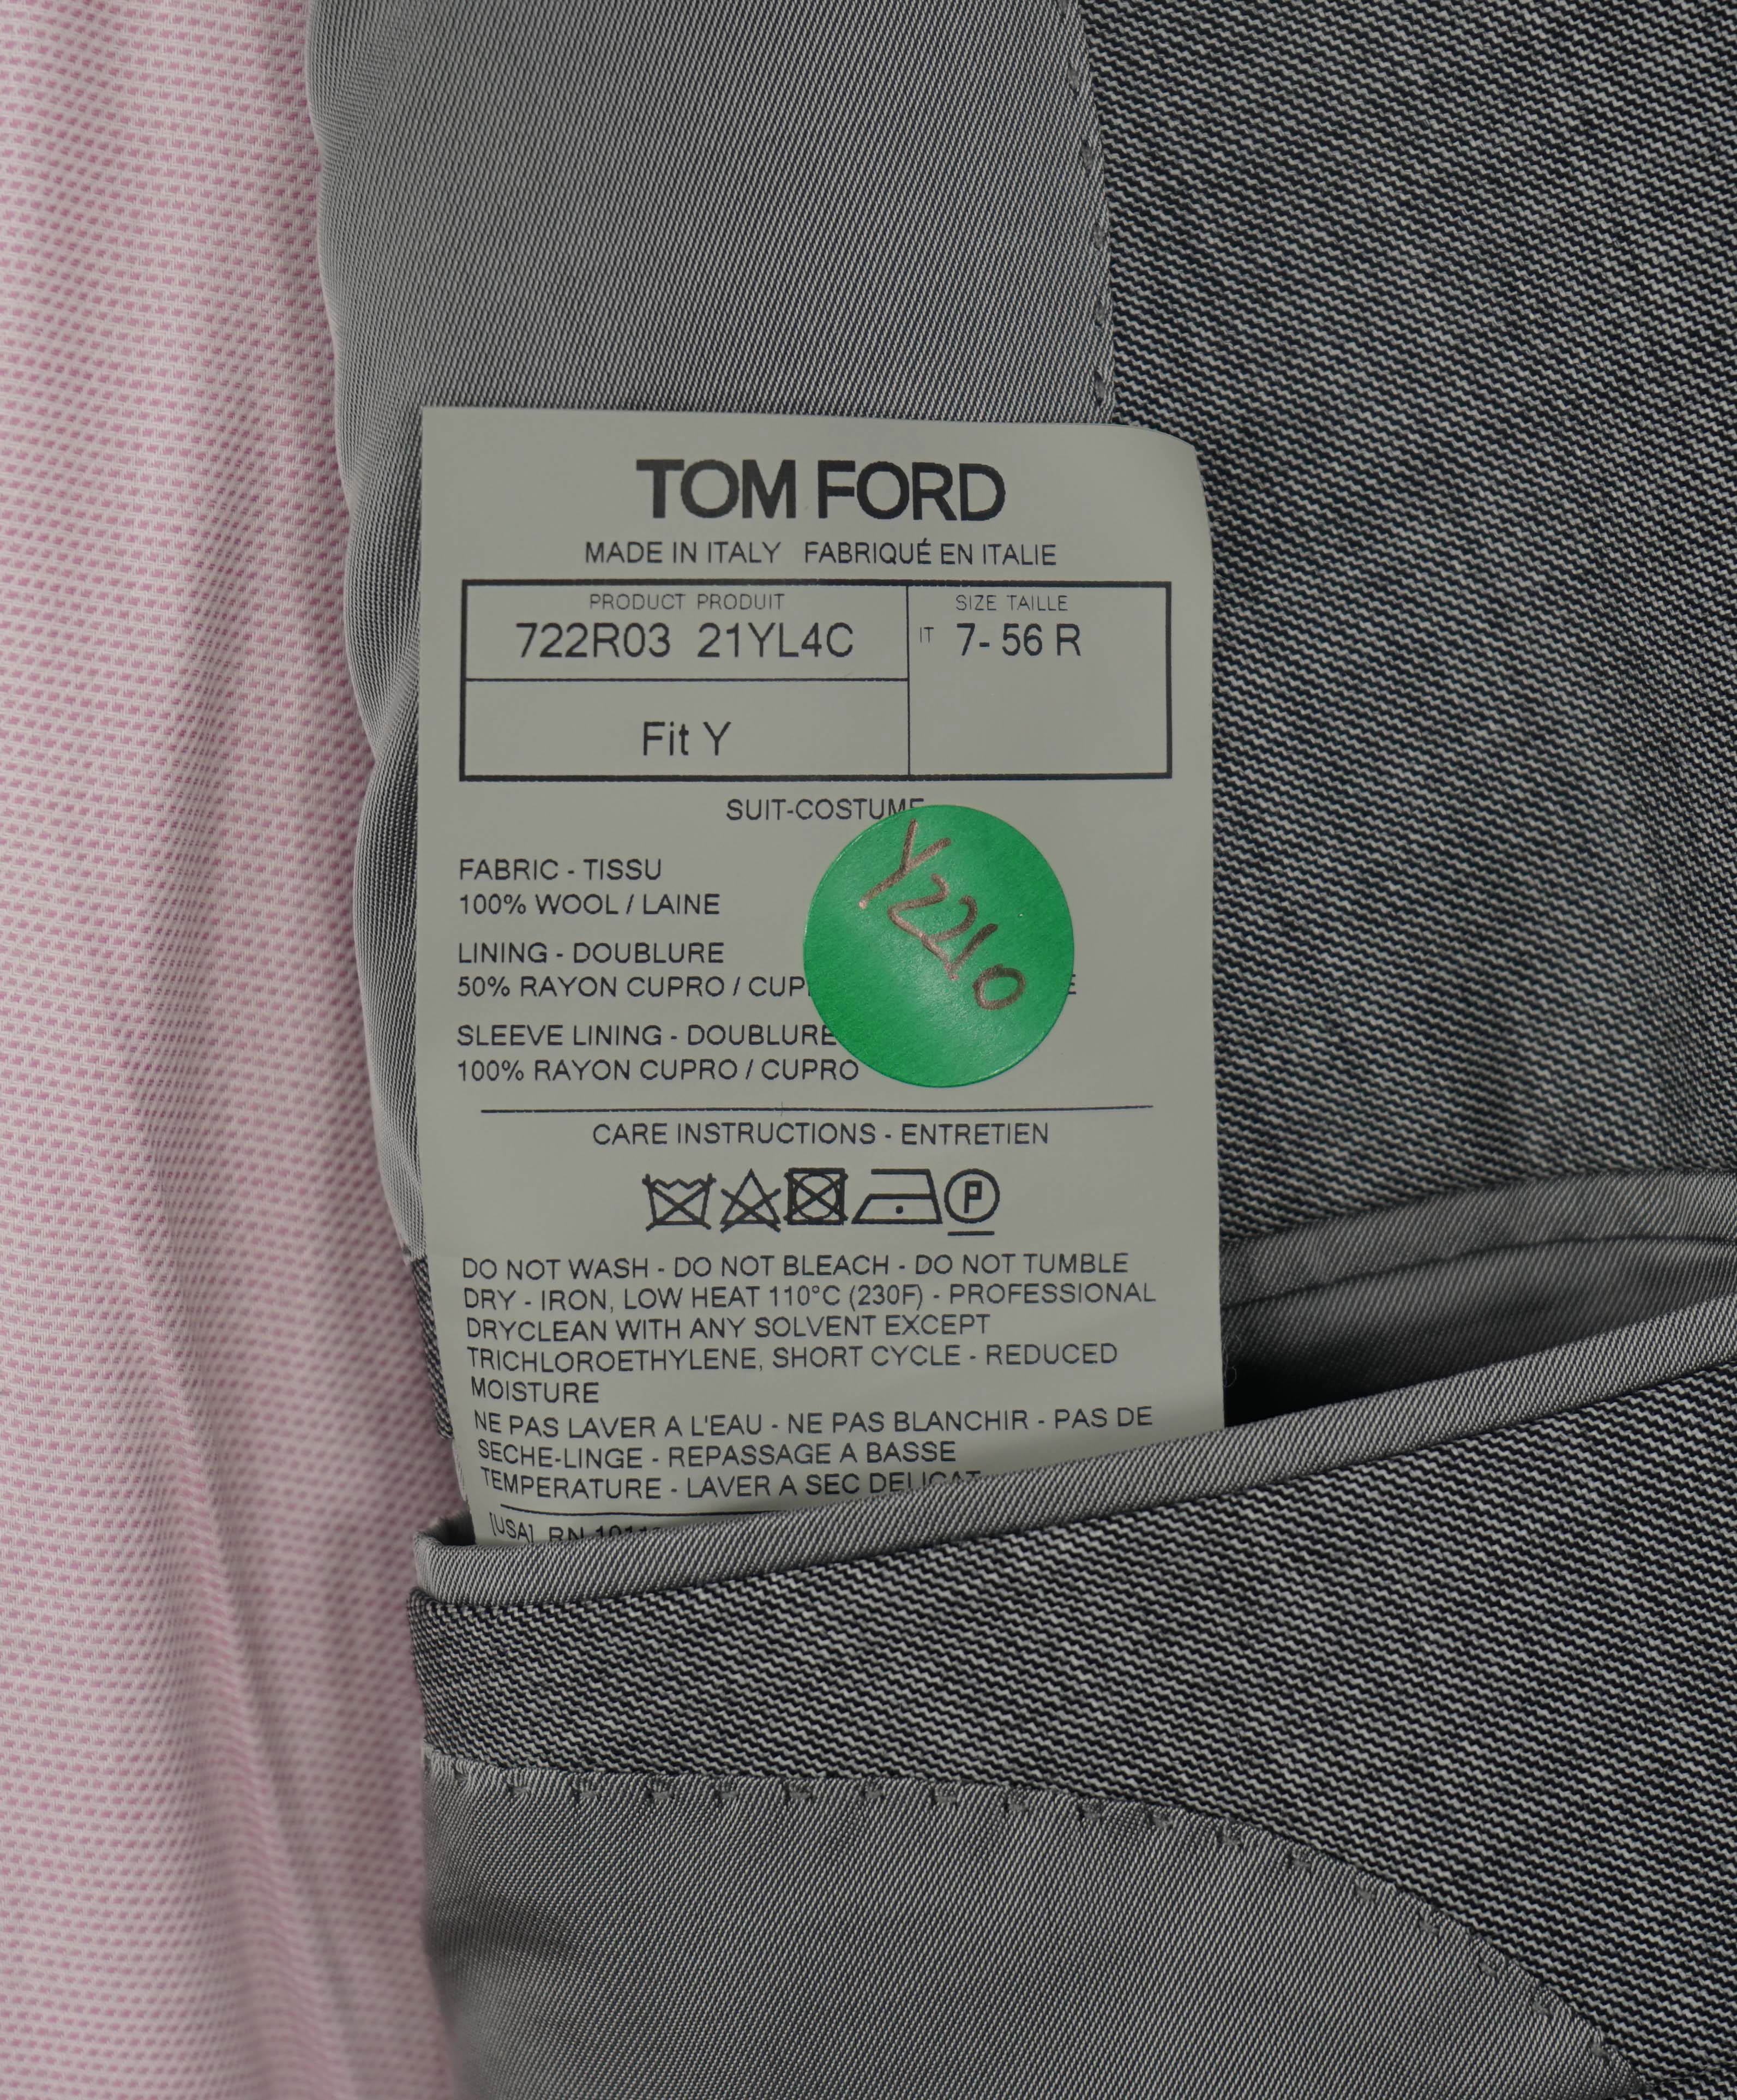 TOM FORD
MADE IN ITALY FABRIQUÉ EN ITALIE
PRODUCT PRODUIT
722R03 21YL4C
SIZE TAILLE
IT 7- 56 R
Fit Y
SUIT-COSTUME
Y2210
FABRIC - TISSU
100% WOOL / LAINE
LINING - DOUBLURE
50% RAYON CUPRO /
SLEEVE LINING - DOUBLURE
100% RAYON CUPRO / CUPRO
CARE INSTRUCTIONS - ENTRETIEN
P
DO NOT WASH - DO NOT BLEACH - DO NOT TUMBLE
DRY - IRON, LOW HEAT 110°C (230F) - PROFESSIONAL
DRYCLEAN WITH ANY SOLVENT EXCEPT
TRICHLOROETHYLENE, SHORT CYCLE - REDUCED
MOISTURE
NE PAS LAVER A L'EAU - NE PAS BLANCHIR - PAS DE
SECHE-LINGE - REPASSAGE A BASSE
TEMPERATURE - LAVER A SEC DELICAT
[USA] RN